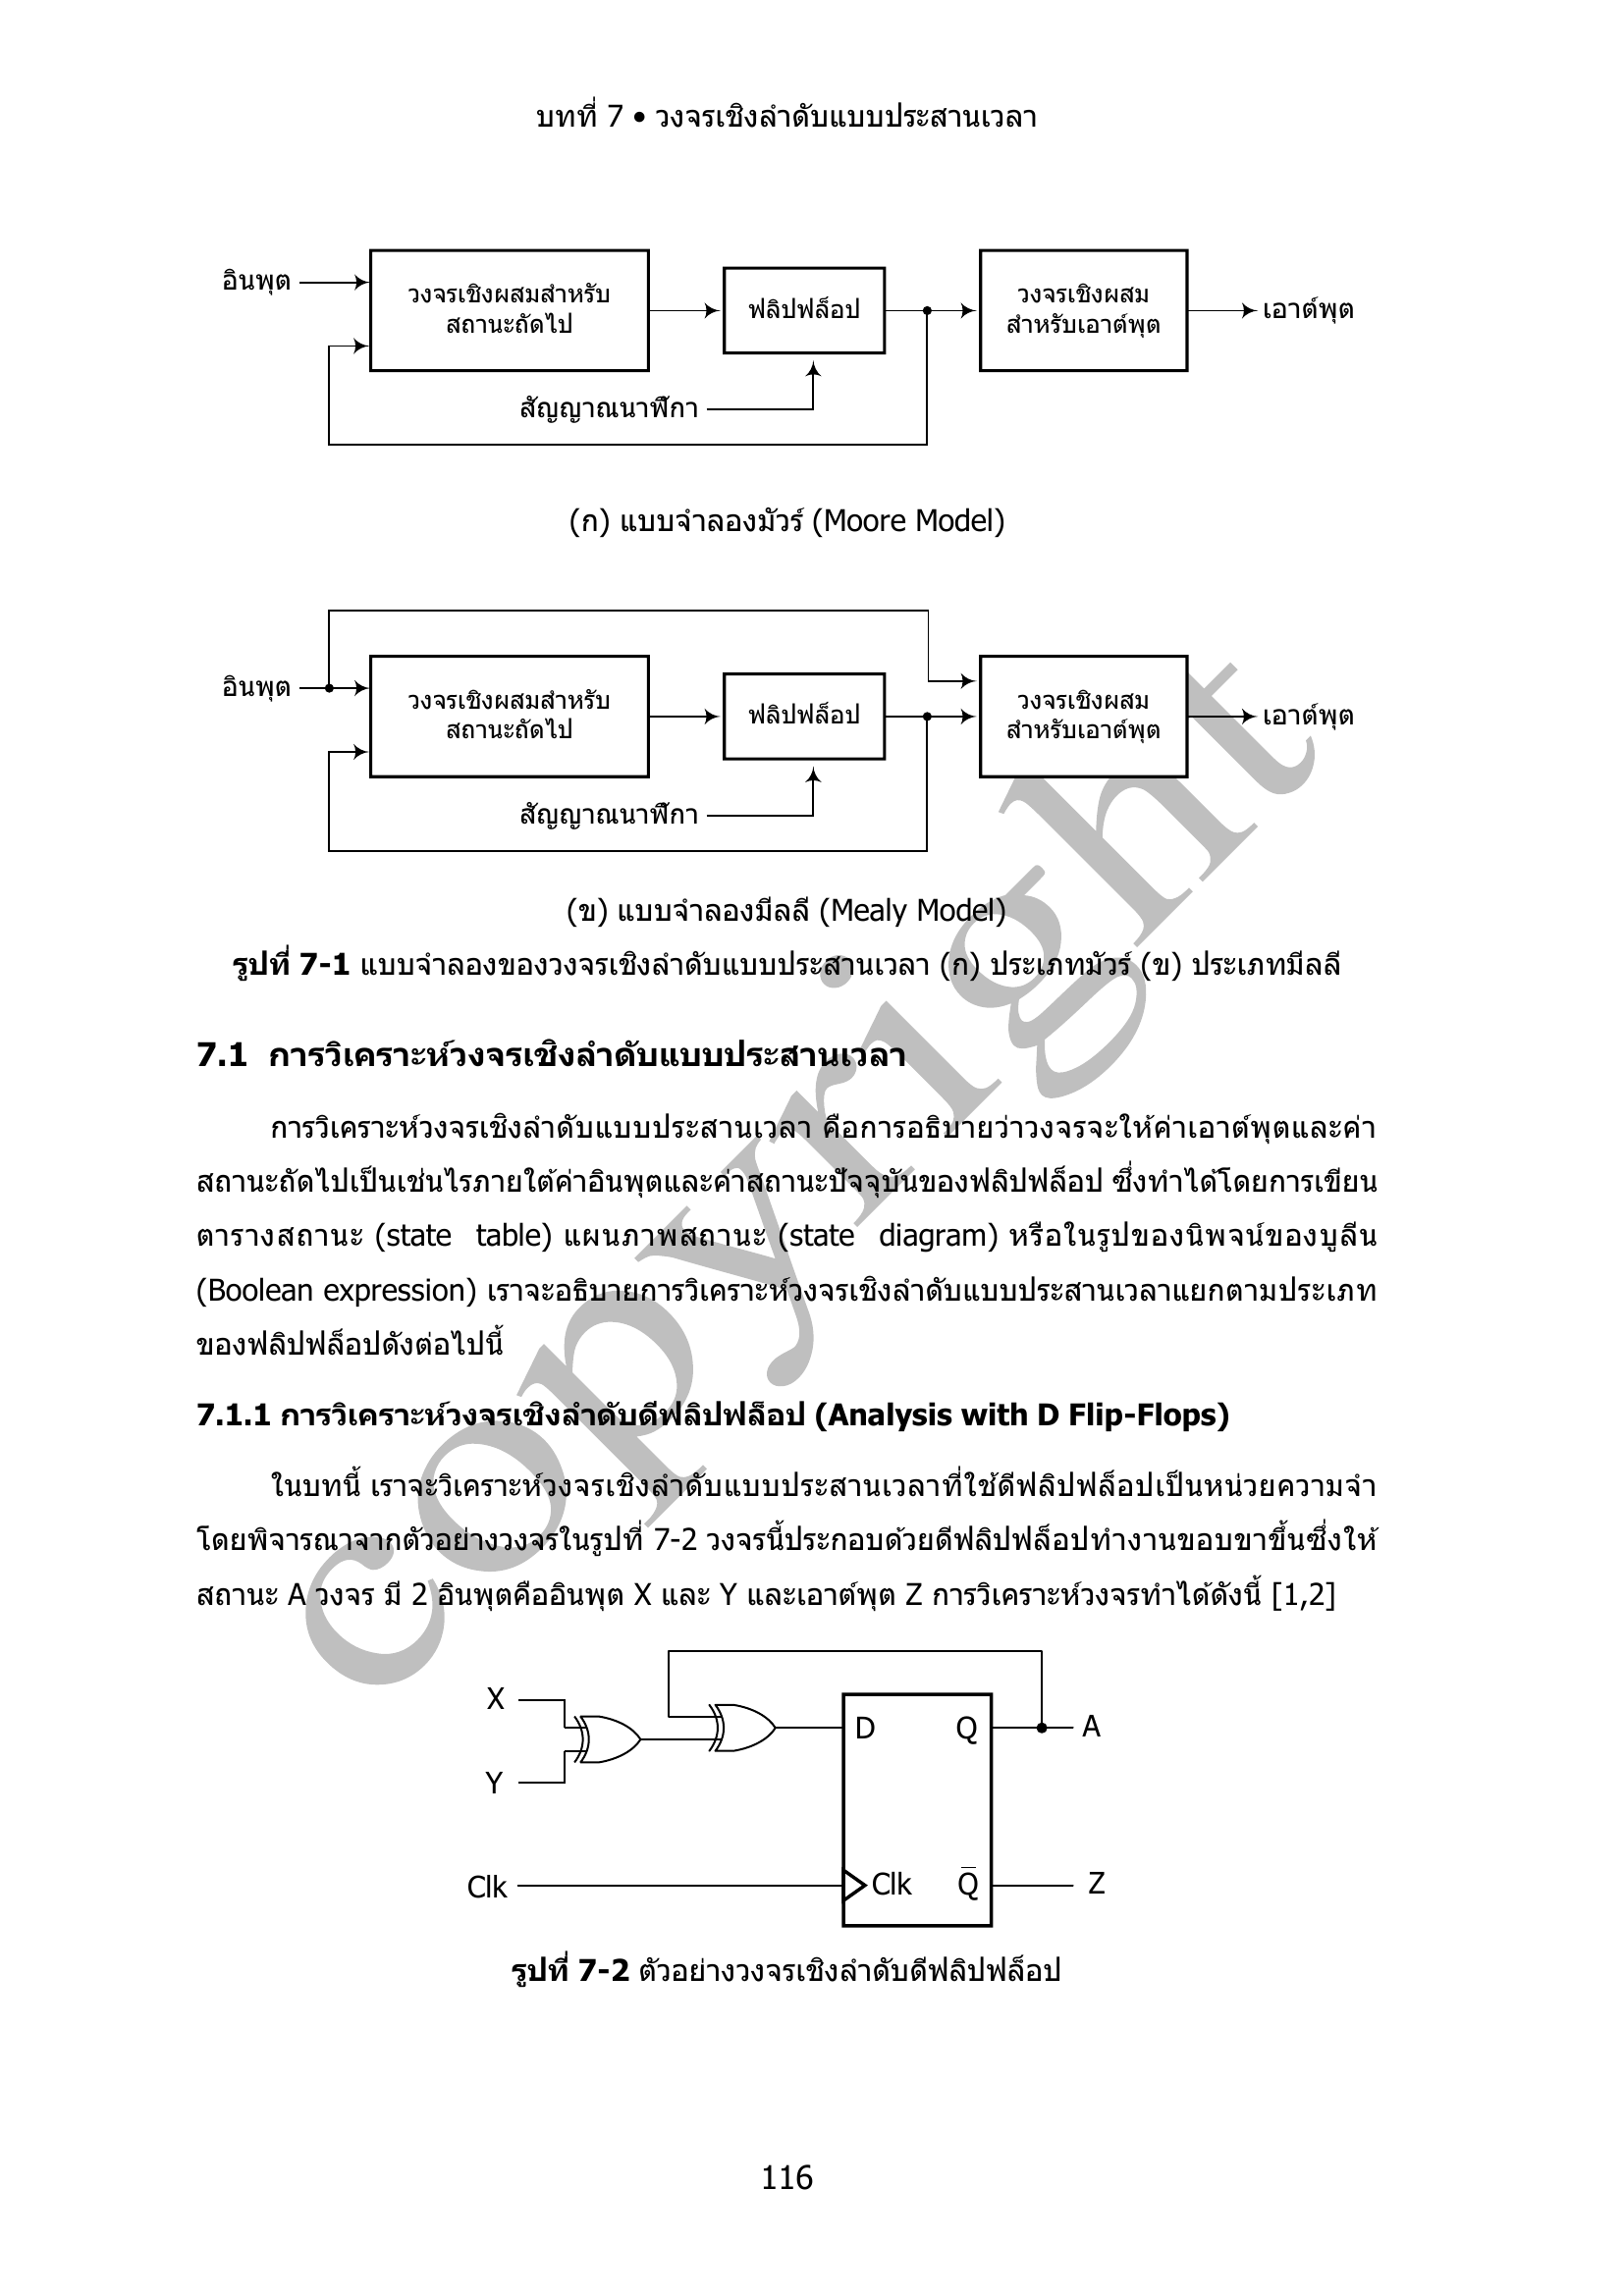 บทที่ 7 • วงจรเชิงลำดับแบบประสานเวลา
อินพุต
วงจรเชิงผสมสำหรับ
สถานะถัดไป
ฟลิปฟล็อป
วงจรเชิงผสม
สำหรับเอาต์พุต
เอาต์พุต
สัญญาณนาฬิกา
(ก) แบบจำลองมัวร์ (Moore Model)
อินพุต
วงจรเชิงผสมสำหรับ
สถานะถัดไป
ฟลิปฟล็อป
วงจรเชิงผสม
สำหรับเอาต์พุต
เอาต์พุต
สัญญาณนาฬิกา
(ข) แบบจำลองมีลลี (Mealy Model)
รูปที่ 7-1 แบบจำลองของวงจรเชิงลำดับแบบประสานเวลา (ก) ประเภทมัวร์ (ข) ประเภทมีลลี
7.1 การวิเคราะห์วงจรเชิงลำดับแบบประสานเวลา
การวิเคราะห์วงจรเชิงลำดับแบบประสานเวลา คือการอธิบายว่าวงจรจะให้ค่าเอาต์พุตและค่า
สถานะถัดไปเป็นเช่นไรภายใต้ค่าอินพุตและค่าสถานะปัจจุบันของฟลิปฟล็อป ซึ่งทำได้โดยการเขียน
ตารางสถานะ (state table) แผนภาพสถานะ (state diagram) หรือในรูปของนิพจน์ของบูลีน
(Boolean expression) เราจะอธิบายการวิเคราะห์วงจรเชิงลำดับแบบประสานเวลาแยกตามประเภท
ของฟลิปฟล็อปดังต่อไปนี้
7.1.1 การวิเคราะห์วงจรเชิงลำดับดีฟลิปฟล็อป (Analysis with D Flip-Flops)
ในบทนี้ เราจะวิเคราะห์วงจรเชิงลำดับแบบประสานเวลาที่ใช้ดีฟลิปฟล็อปเป็นหน่วยความจำ
โดยพิจารณาจากตัวอย่างวงจรในรูปที่ 7-2 วงจรนี้ประกอบด้วยดีฟลิปฟล็อปทำงานขอบขาขึ้นซึ่งให้
สถานะ A วงจร มี 2 อินพุตคืออินพุต X และ Y และเอาต์พุต Z การวิเคราะห์วงจรทำได้ดังนี้ [1,2]
X
Y
D Q
A
Clk
Clk Q̅
Z
รูปที่ 7-2 ตัวอย่างวงจรเชิงลำดับดีฟลิปฟล็อป
116
copyright